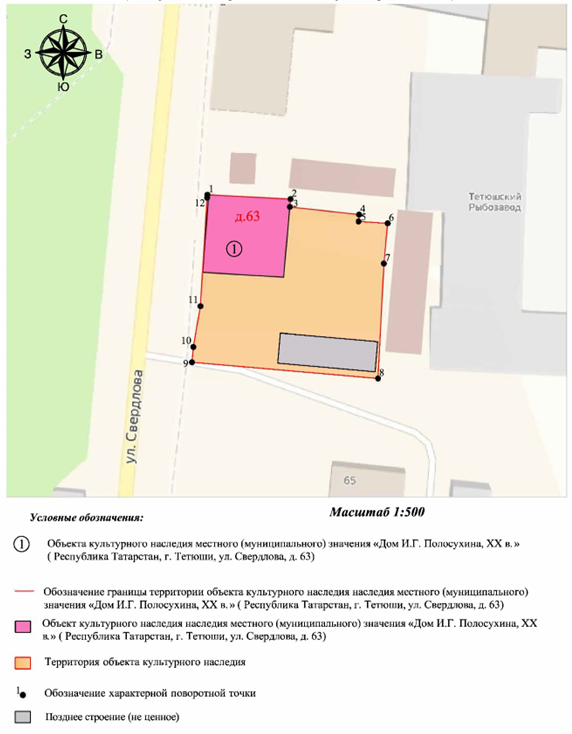 С
З В
Ю
1
2
12
3
д.63
4
5 6
Тетюшский
Рыбозавод
1
7
11
10
9
8
ул. Свердлова
65
Масштаб 1:500
Условные обозначения:
1 Объекта культурного наследия местного (муниципального) значения «Дом И.Г. Полосухина, XX в. »
( Республика Татарстан, г. Тетюши, ул. Свердлова, д. 63)
Обозначение границы территории объекта культурного наследия наследия местного (муниципального)
значения «Дом И.Г. Полосухина, XX в. » ( Республика Татарстан, г. Тетюши, ул. Свердлова, д. 63)
Объект культурного наследия наследия местного (муниципального) значения «Дом И.Г. Полосухина, XX
в. » ( Республика Татарстан, г. Тетюши, ул. Свердлова, д. 63)
Территория объекта культурного наследия
1 Обозначение характерной поворотной точки
Позднее строение (не ценное)